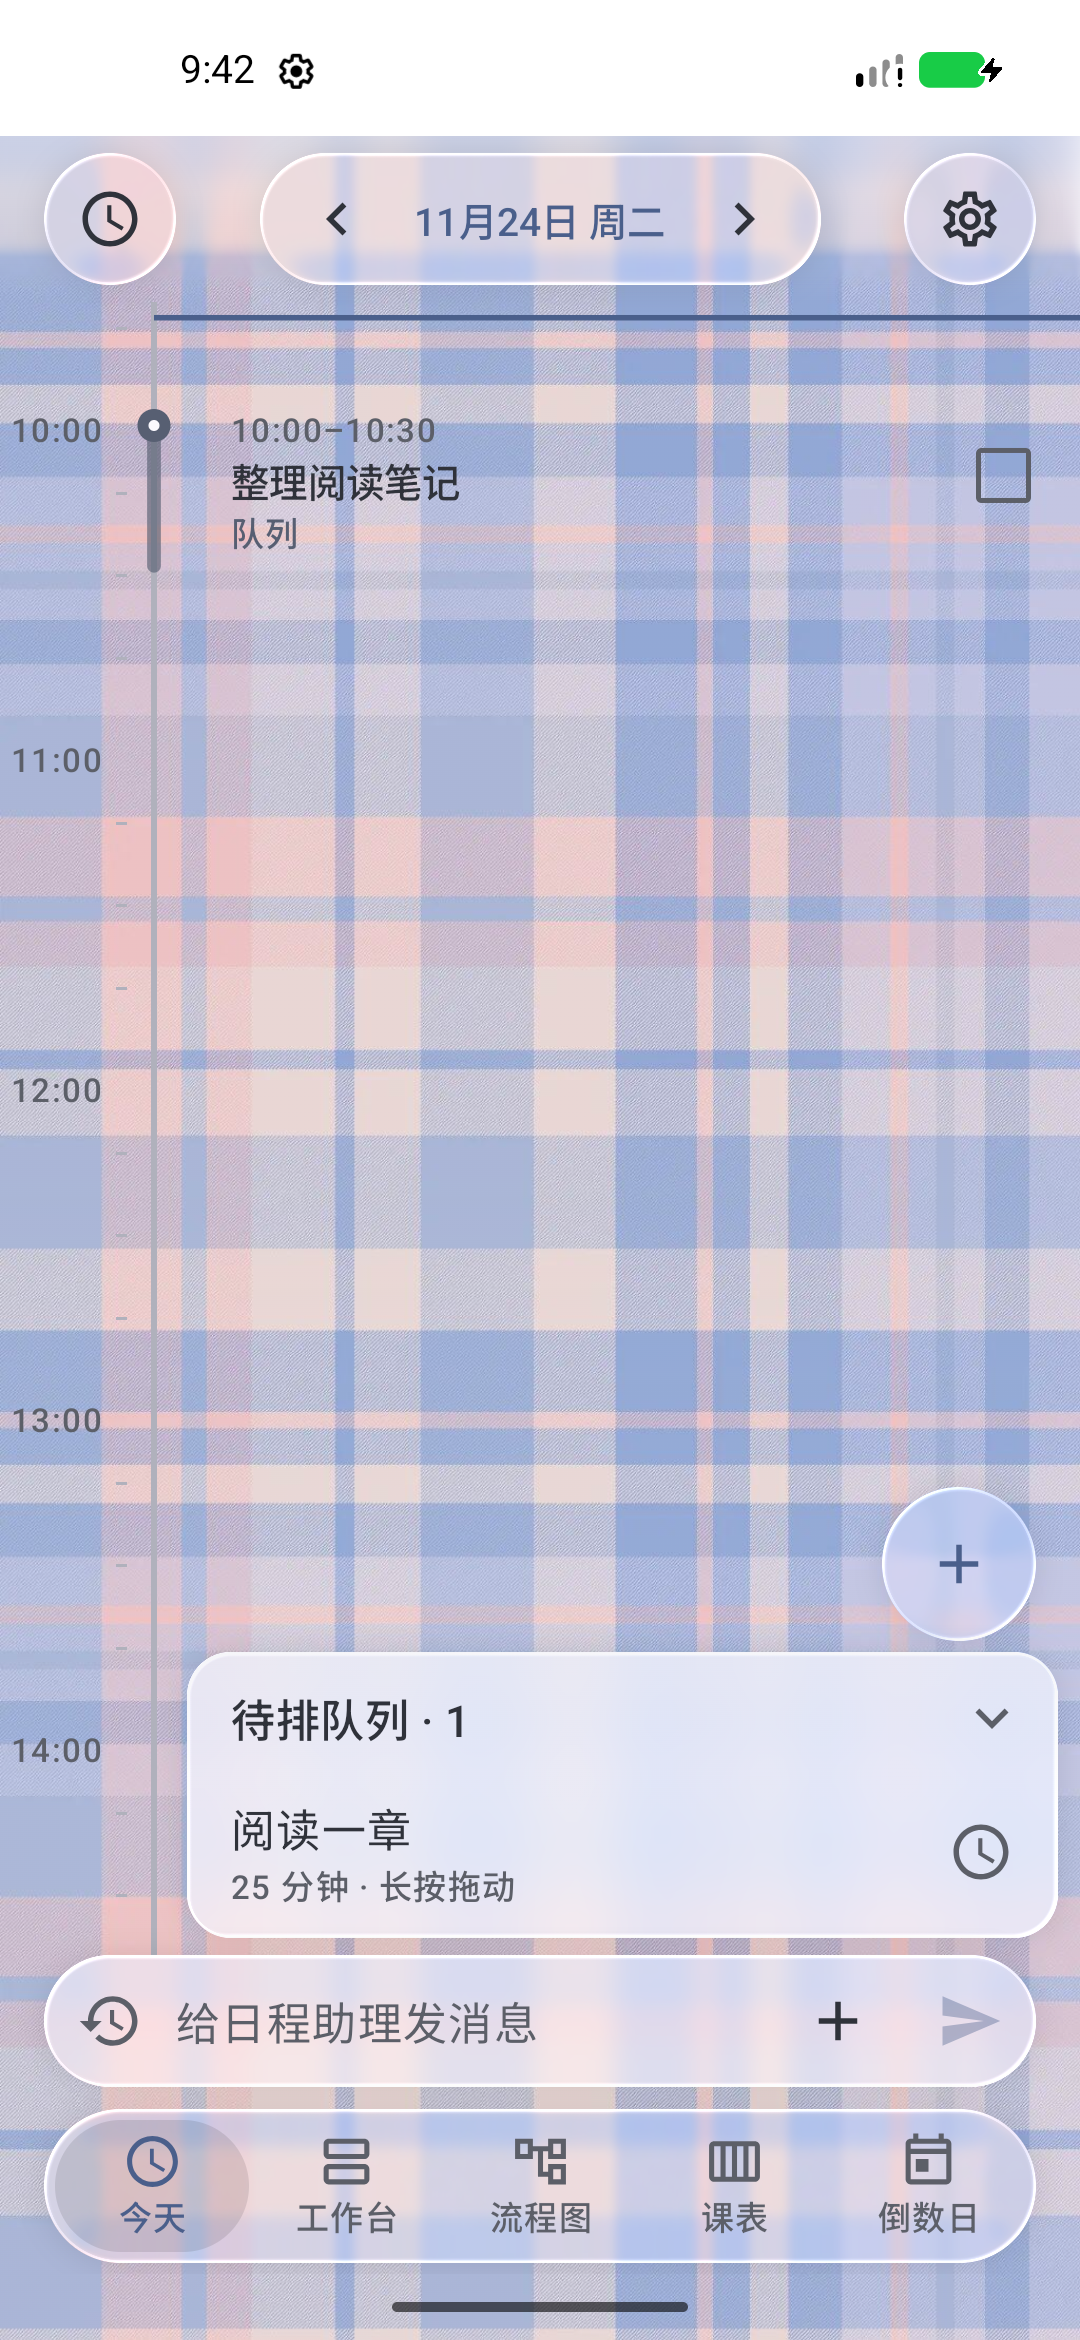 9:42
11月24日 周二
10:00
10:00–10:30
整理阅读笔记
队列
11:00
12:00
13:00
14:00
待排队列 · 1
阅读一章
25 分钟 · 长按拖动
给日程助理发消息
今天
工作台
流程图
课表
倒数日